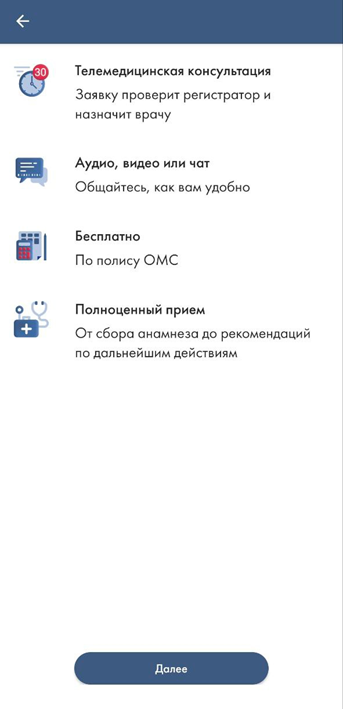 30
Телемедицинская консультация
Заявку проверит регистратор и
назначит врачу
Аудио, видео или чат
Общайтесь, как вам удобно
Бесплатно
По полису ОМС
Полноценный прием
От сбора анамнеза до рекомендаций
по дальнейшим действиям
Далее